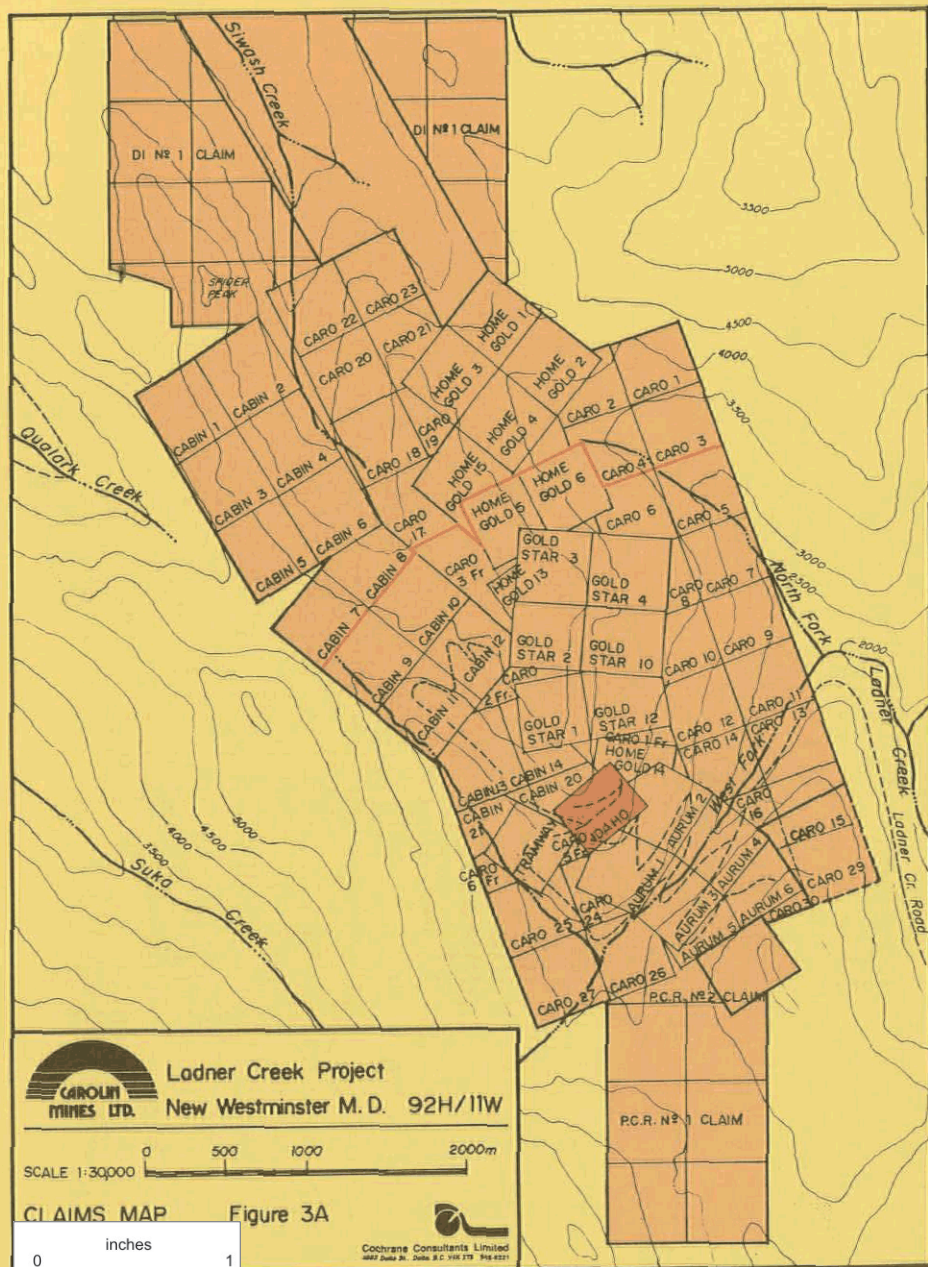 Siwash Creek
DI Nº 1 CLAIM
DI Nº 1 CLAIM
SPIDER
PEAK
5500
5000
4500
4000
3500
3000
2500
2000
CARO 22
CARO 23
CARO 20
CARO 21
CARO 18
CARO
19
CARO
17
HOME
GOLD 1
HOME
GOLD 2
HOME
GOLD 3
HOME
GOLD 4
HOME
GOLD 15
HOME
GOLD 5
HOME
GOLD 6
CARO 2
CARO 1
CARO 4
CARO 3
CARO 6
CARO 5
CABIN 1
CABIN 2
CABIN 3
CABIN 4
CABIN 5
CABIN 6
CABIN 7
CABIN 8
CABIN 9
CABIN 10
CABIN 11
CABIN 12
Qualark Creek
CARO
3 Fr
HOME
GOLD 13
GOLD
STAR 3
GOLD
STAR 4
CARO
8
CARO 7
North Fork
GOLD
STAR 2
GOLD
STAR 10
CARO 10
CARO 9
CARO
2 Fr.
GOLD
STAR 1
GOLD
STAR 12
CARO 12
CARO 11
CARO 1 Fr
HOME
GOLD 14
CARO 14
CARO 13
West Fork
Ladner Creek
Ladner Cr. Road
CABIN 13
CABIN 14
CABIN
21
CABIN 20
TRAMWAY
IDAHO
CARO
5 Fr
CARO
6 Fr
AURUM 1
AURUM 2
AURUM 3
AURUM 4
AURUM 5
AURUM 6
CARO
16
CARO 15
CARO 29
CARO 30
CARO 25
CARO
24
CARO 27
CARO 26
P.C.R. Nº 2 CLAIM
P.C.R. Nº 1 CLAIM
5000
4500
4000
3500
Suka Creek
CAROLIN
MINES LTD.
Ladner Creek Project
New Westminster M. D. 92H/11W
0 500 1000 2000m
SCALE 1:30,000
CLAIMS MAP Figure 3A
Cochrane Consultants Limited
inches
0 1